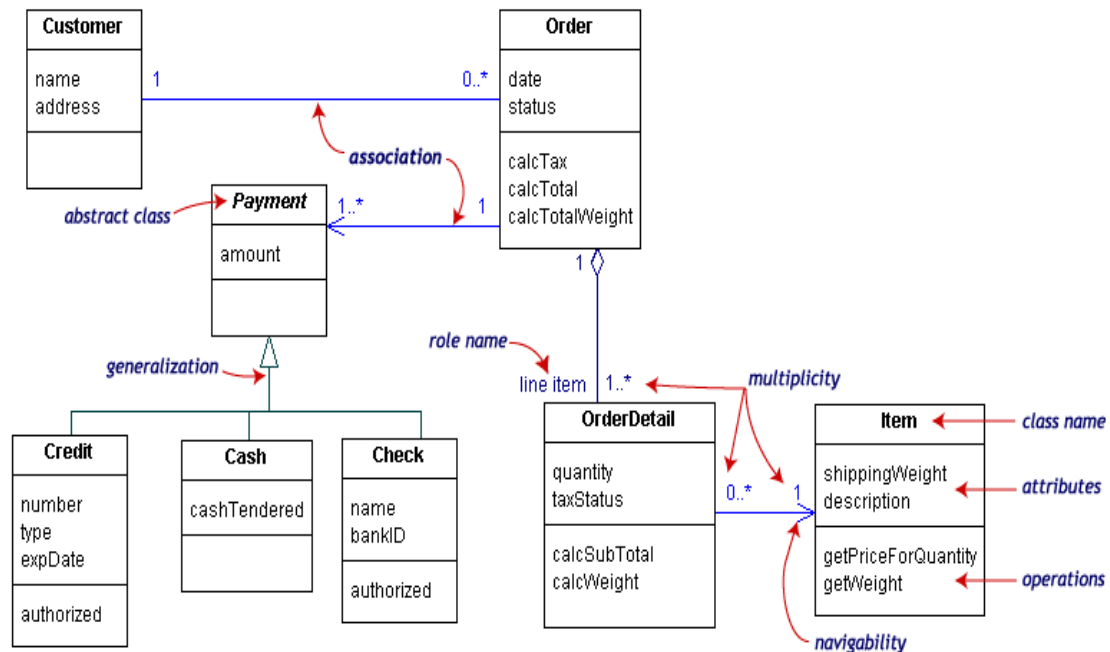 Customer
name
address
1
0..*
Order
date
status
calcTax
calcTotal
calcTotalWeight
association
abstract class
Payment
amount
1..*
1
1
generalization
role name
line item
1..*
multiplicity
Credit
number
type
expDate
authorized
Cash
cashTendered
Check
name
bankID
authorized
OrderDetail
quantity
taxStatus
calcSubTotal
calcWeight
0..*
1
Item
shippingWeight
description
getPriceForQuantity
getWeight
class name
attributes
operations
navigability